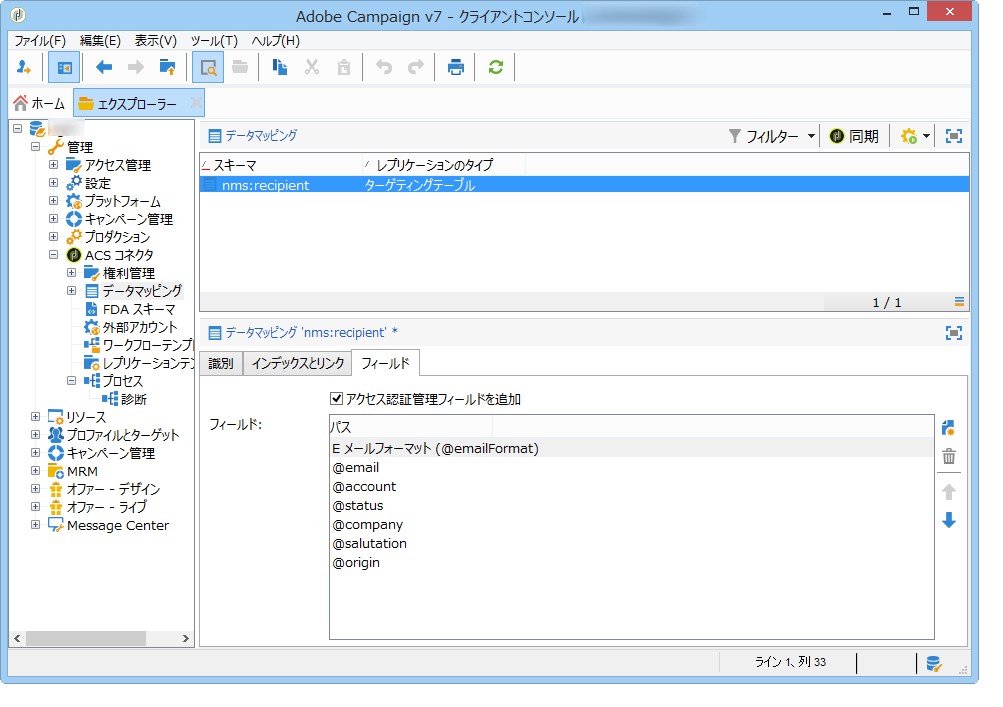 Adobe Campaign v7 - クライアントコンソール
ファイル(F) 編集(E) 表示(V) ツール(T) ヘルプ(H)
ホーム エクスプローラー
管理
アクセス管理
設定
プラットフォーム
キャンペーン管理
プロダクション
ACS コネクタ
権利管理
データマッピング
FDA スキーマ
外部アカウント
ワークフローテンプ
レプリケーションテン
プロセス
診断
リソース
プロファイルとターゲット
キャンペーン管理
MRM
オファー - デザイン
オファー - ライブ
Message Center
データマッピング フィルター 同期
スキーマ レプリケーションのタイプ
nms:recipient ターゲティングテーブル
1 / 1
データマッピング 'nms:recipient' *
識別 インデックスとリンク フィールド
アクセス認証管理フィールドを追加
フィールド:
パス
E メールフォーマット (@emailFormat)
@email
@account
@status
@company
@salutation
@origin
ライン 1、列 33